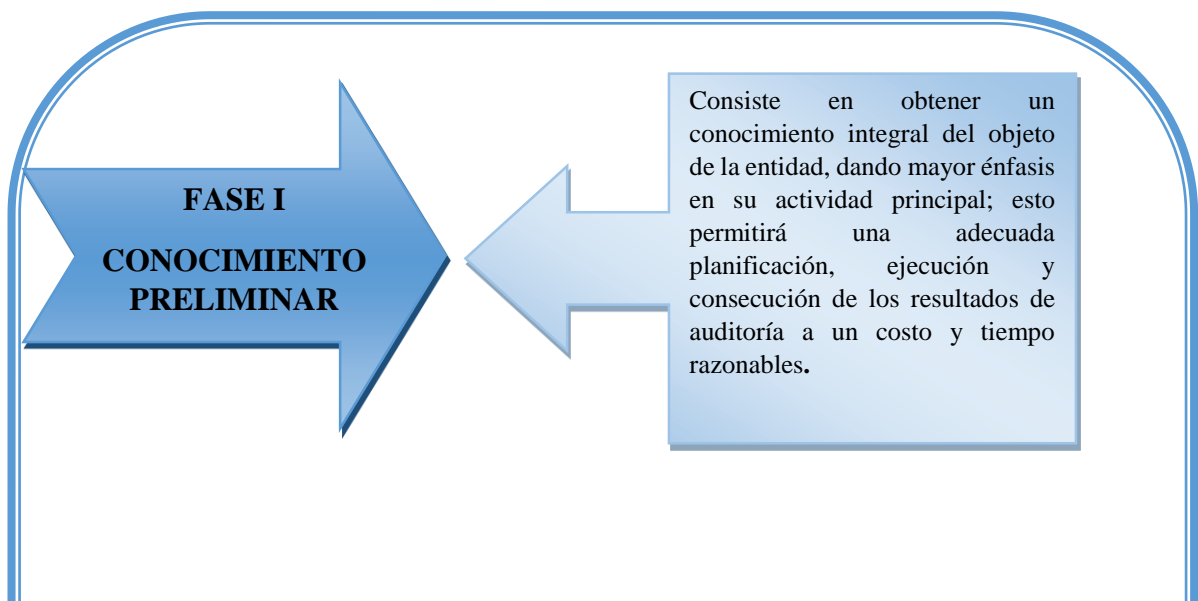 FASE I
CONOCIMIENTO
PRELIMINAR
Consiste en obtener un
conocimiento integral del objeto
de la entidad, dando mayor énfasis
en su actividad principal; esto
permitirá una adecuada
planificación, ejecución y
consecución de los resultados de
auditoría a un costo y tiempo
razonables.